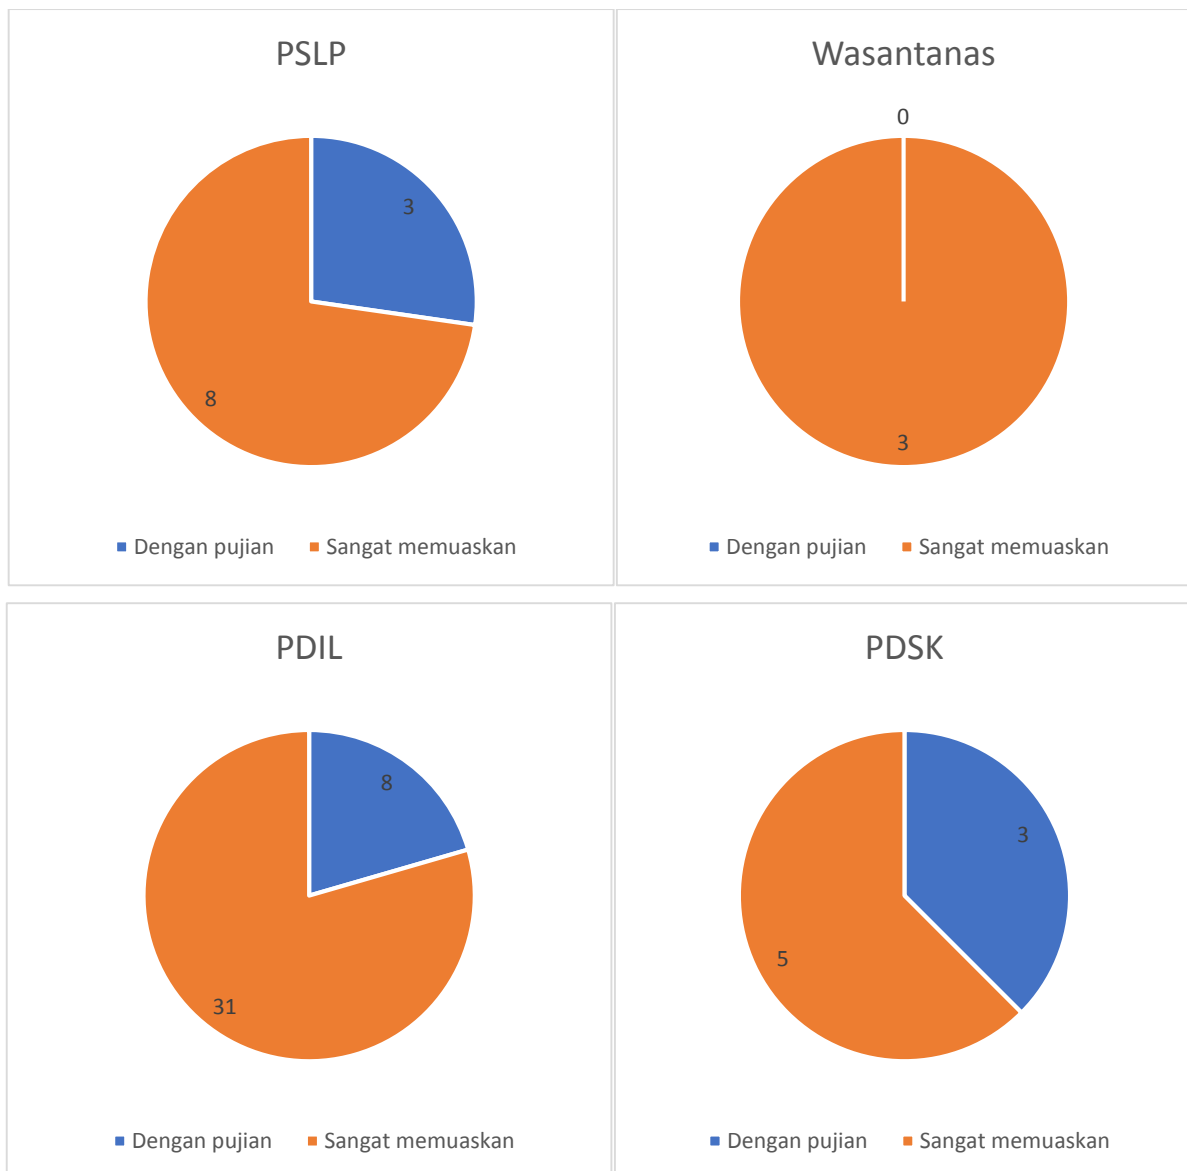 PSLP
3
8
Dengan pujian Sangat memuaskan
Wasantanas
0
3
Dengan pujian Sangat memuaskan
PDIL
8
31
Dengan pujian Sangat memuaskan
PDSK
3
5
Dengan pujian Sangat memuaskan